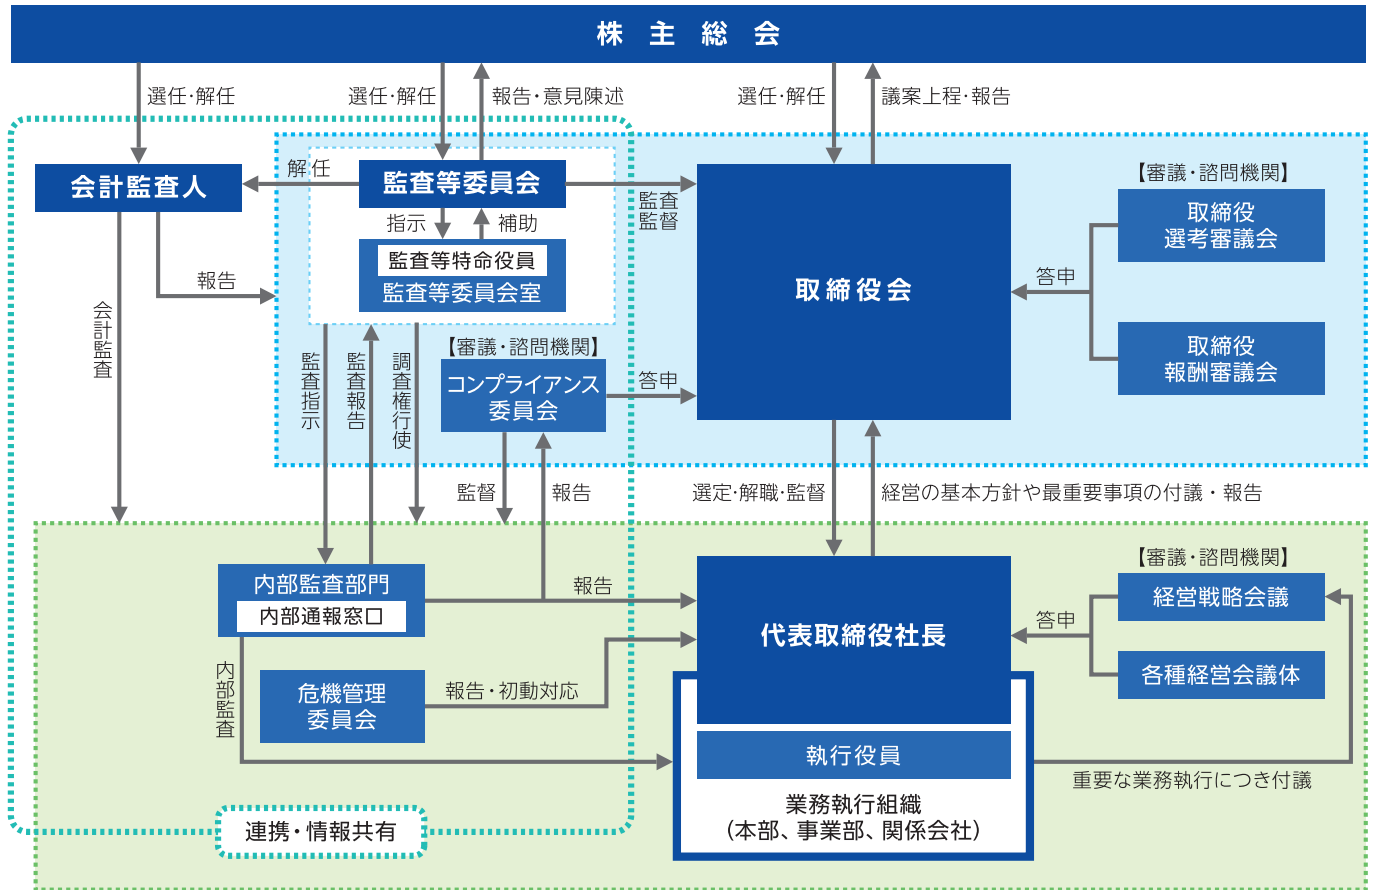 株主総会
選任・解任
選任・解任
報告・意見陳述
選任・解任
議案上程・報告
会計監査人
解任
監査等委員会
監査
監督
指示
補助
監査等特命役員
監査等委員会室
報告
会計監査
監査指示
監査報告
調査権行使
【審議・諮問機関】
コンプライアンス
委員会
答申
取締役会
【審議・諮問機関】
取締役
選考審議会
答申
取締役
報酬審議会
監督
報告
選定・解職・監督
経営の基本方針や最重要事項の付議・報告
内部監査部門
内部通報窓口
報告
代表取締役社長
【審議・諮問機関】
経営戦略会議
答申
各種経営会議体
内部監査
危機管理
委員会
報告・初動対応
執行役員
業務執行組織
（本部、事業部、関係会社）
重要な業務執行につき付議
連携・情報共有